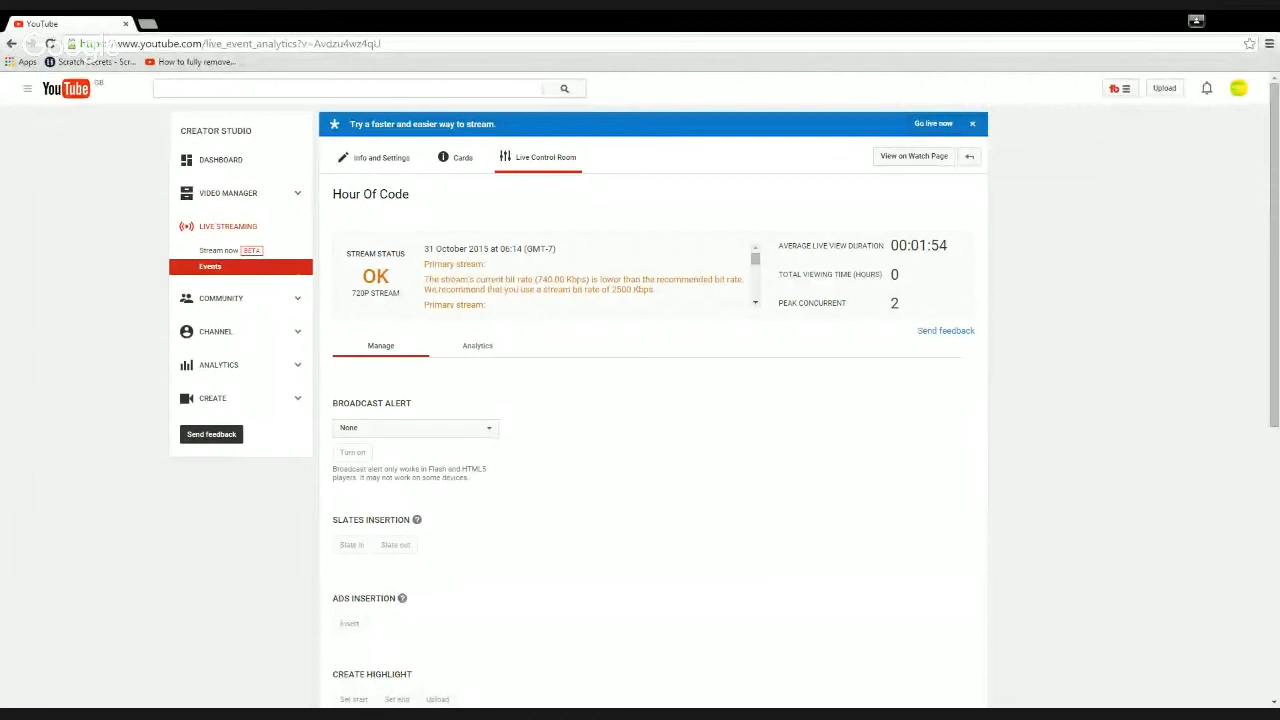 YouTube
https://www.youtube.com/live_event_analytics?v=Avdzu4wz4qU
Google
Apps Scratch Secrets - Scr... How to fully remove...
YouTube GB Upload
CREATOR STUDIO
DASHBOARD
VIDEO MANAGER
LIVE STREAMING
Stream now BETA
Events
COMMUNITY
CHANNEL
ANALYTICS
CREATE
Send feedback
Try a faster and easier way to stream. Go live now
Info and Settings Cards Live Control Room View on Watch Page
Hour Of Code
STREAM STATUS
OK
720P STREAM
31 October 2015 at 06:14 (GMT-7)
Primary stream:
The stream's current bit rate (740.00 Kbps) is lower than the recommended bit rate.
We recommend that you use a stream bit rate of 2500 Kbps.
Primary stream:
AVERAGE LIVE VIEW DURATION 00:01:54
TOTAL VIEWING TIME (HOURS) 0
PEAK CONCURRENT 2
Send feedback
Manage Analytics
BROADCAST ALERT
None
Turn on
Broadcast alert only works in Flash and HTML5
players. It may not work on some devices.
SLATES INSERTION ?
Slate in Slate out
ADS INSERTION ?
Insert
CREATE HIGHLIGHT
Set start Set end Upload